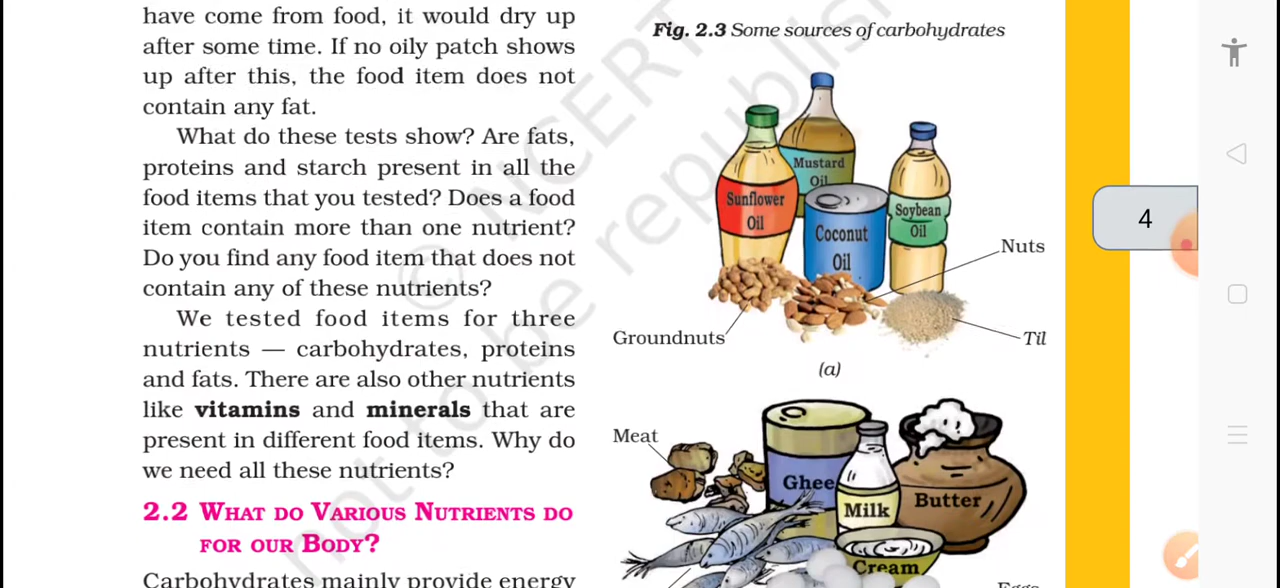 have come from food, it would dry up
after some time. If no oily patch shows
up after this, the food item does not
contain any fat.
What do these tests show? Are fats,
proteins and starch present in all the
food items that you tested? Does a food
item contain more than one nutrient?
Do you find any food item that does not
contain any of these nutrients?
We tested food items for three
nutrients — carbohydrates, proteins
and fats. There are also other nutrients
like vitamins and minerals that are
present in different food items. Why do
we need all these nutrients?
2.2 WHAT DO VARIOUS NUTRIENTS DO
FOR OUR BODY?
Carbohydrates mainly provide energy
Fig. 2.3 Some sources of carbohydrates
Mustard
Oil
Sunflower
Oil
Coconut
Oil
Soybean
Oil
Nuts
Groundnuts
Til
(a)
Meat
Ghee
Milk
Butter
Cream
Eggs
4
© NCERT
not to be republis